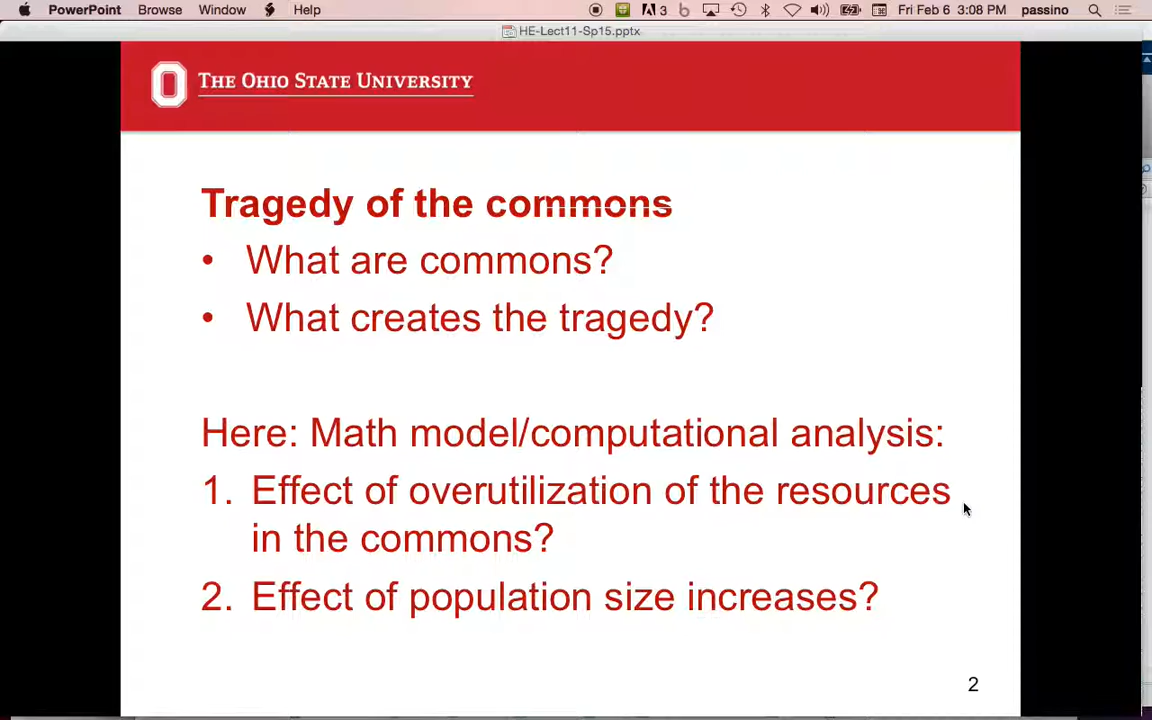 PowerPoint Browse Window Help 3 Fri Feb 6 3:08 PM passino
HE-Lect11-Sp15.pptx
THE OHIO STATE UNIVERSITY
Tragedy of the commons
• What are commons?
• What creates the tragedy?
Here: Math model/computational analysis:
1. Effect of overutilization of the resources
in the commons?
2. Effect of population size increases?
2